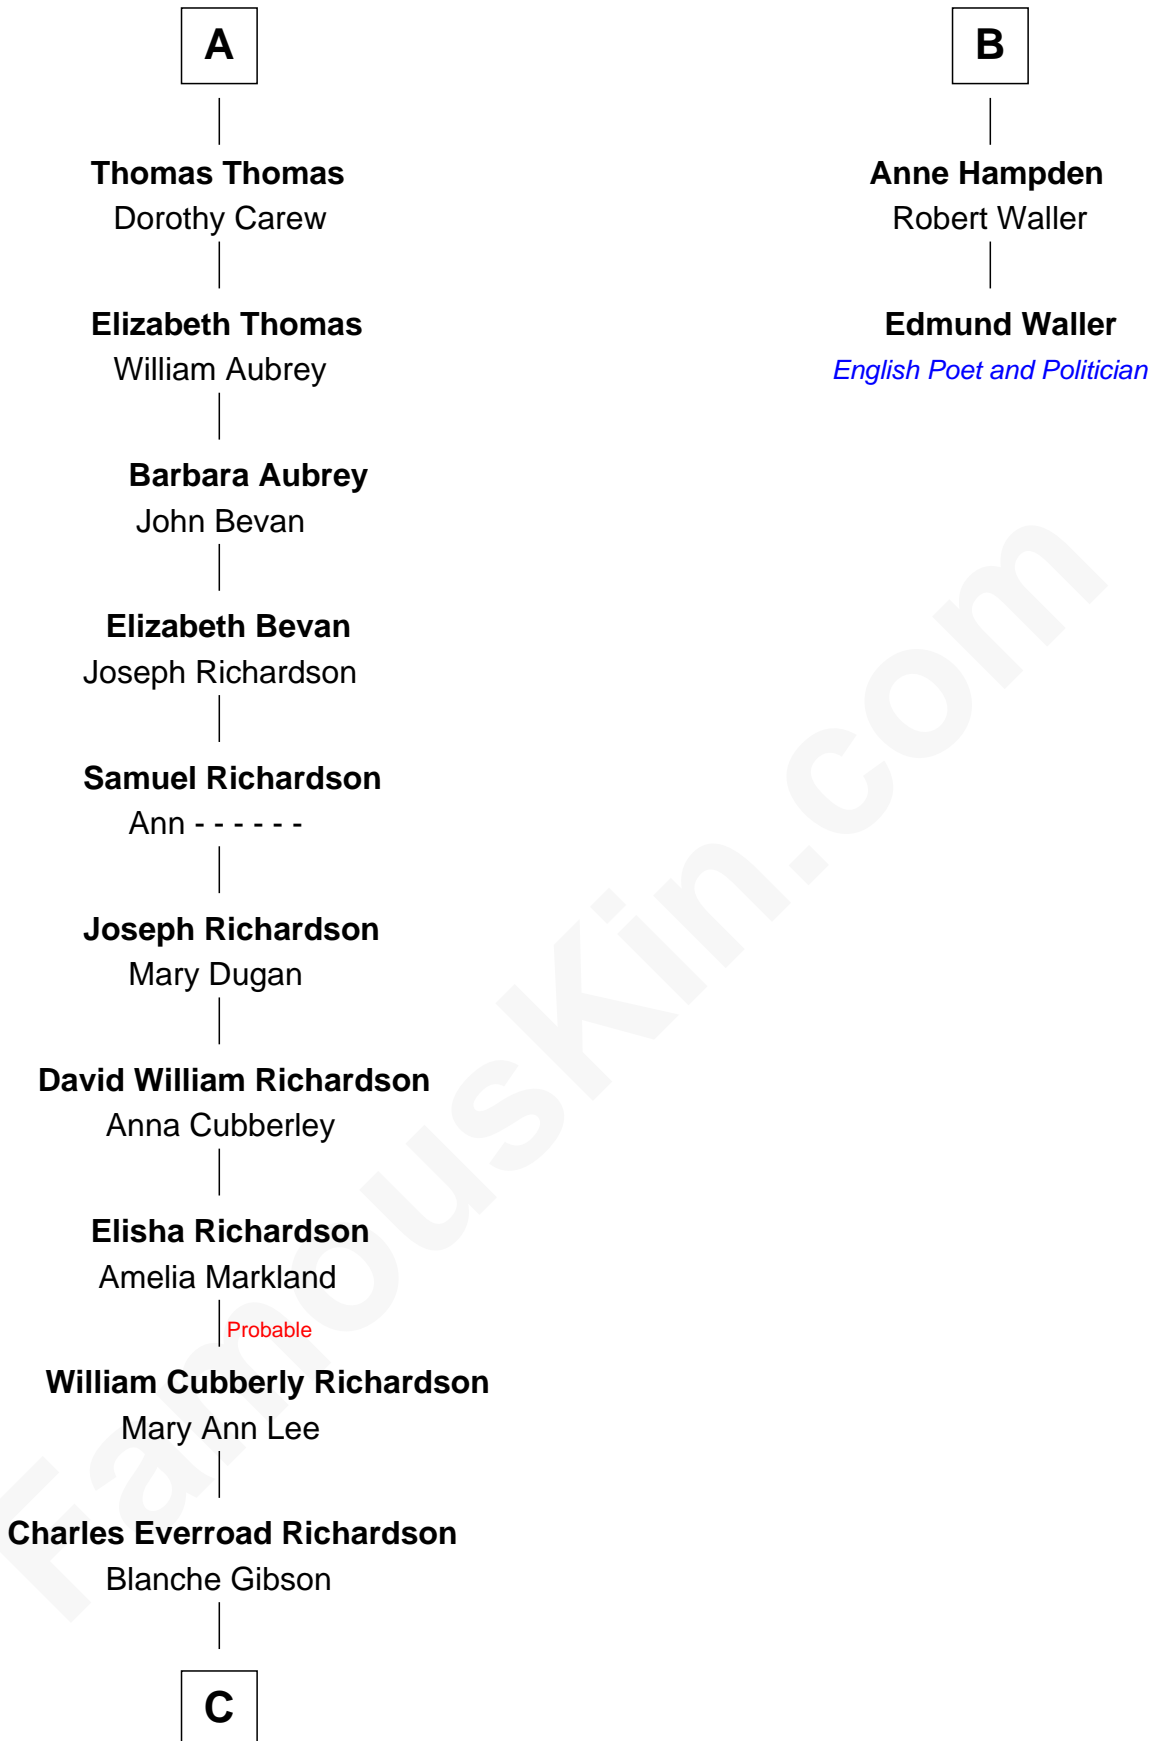 A
Thomas Thomas
Dorothy Carew
Elizabeth Thomas
William Aubrey
Barbara Aubrey
John Bevan
Elizabeth Bevan
Joseph Richardson
Samuel Richardson
Ann - - - - - -
Joseph Richardson
Mary Dugan
David William Richardson
Anna Cubberley
Elisha Richardson
Amelia Markland
Probable
William Cubberly Richardson
Mary Ann Lee
Charles Everroad Richardson
Blanche Gibson
C
B
Anne Hampden
Robert Waller
Edmund Waller
English Poet and Politician
FamousKin.com